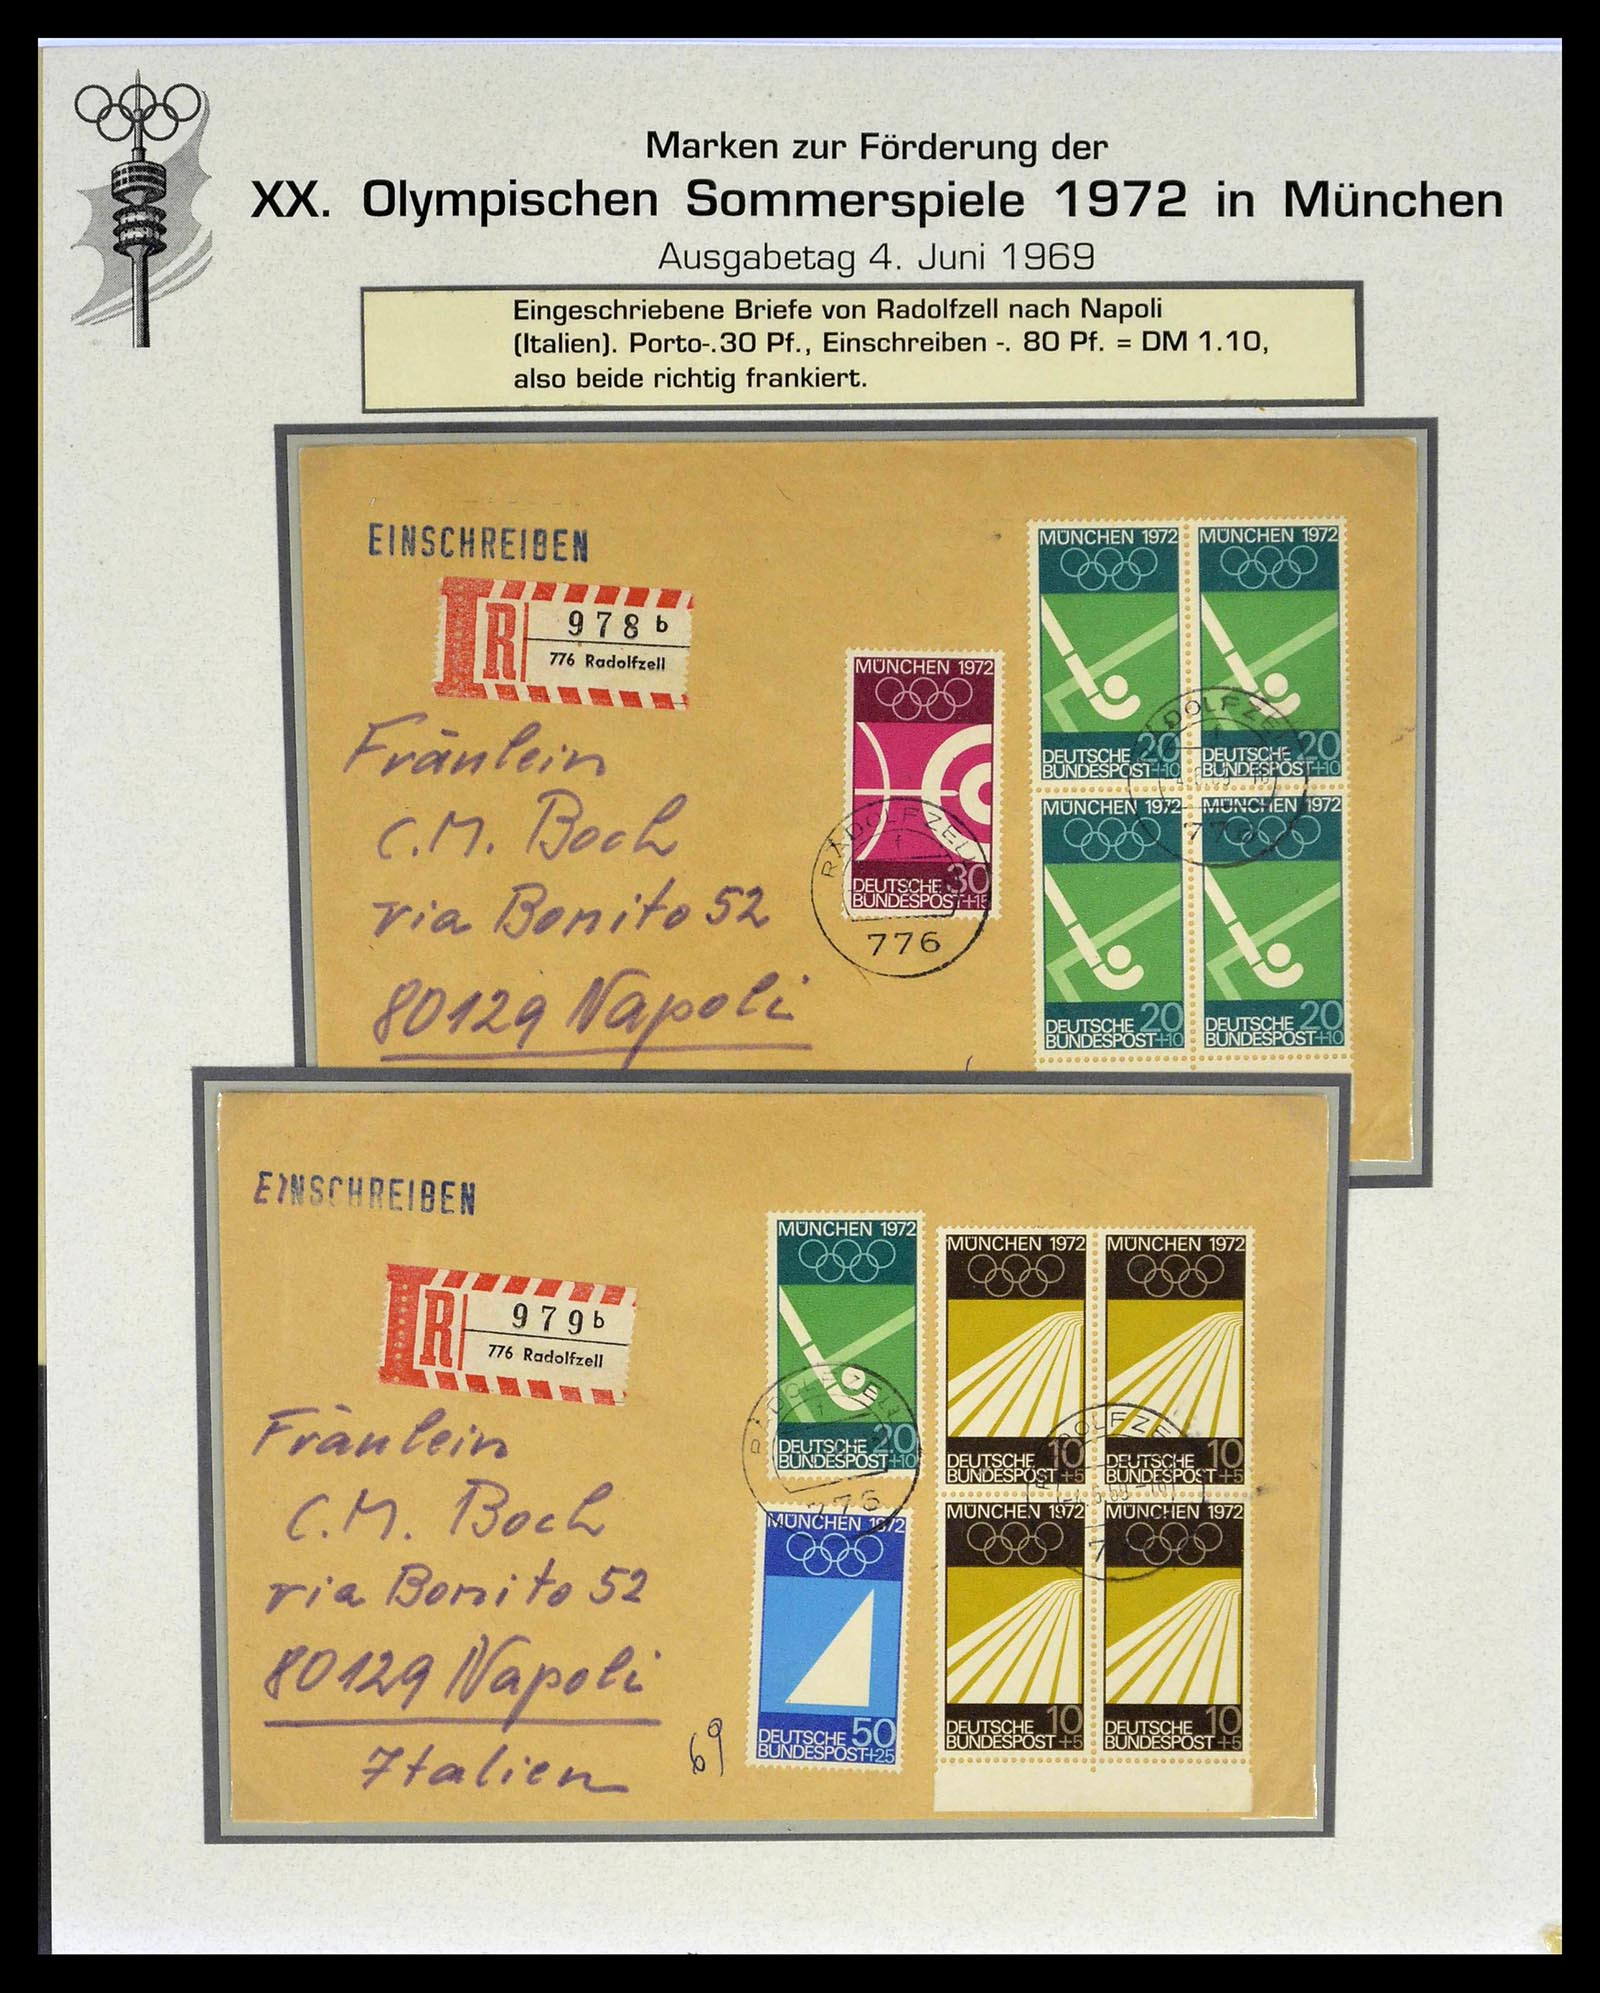 Marken zur Förderung der
XX. Olympischen Sommerspiele 1972 in München
Ausgabetag 4. Juni 1969
Eingeschriebene Briefe von Radolfzell nach Napoli
(Italien). Porto-.30 Pf., Einschreiben -. 80 Pf. = DM 1.10,
also beide richtig frankiert.
EINSCHREIBEN
R 978 b
776 Radolfzell
Fräulein
C.M. Boch
via Bonito 52
80129 Napoli
MÜNCHEN 1972
DEUTSCHE 30
BUNDESPOST+15
RADOLFZELL
776
MÜNCHEN 1972 MÜNCHEN 1972
DEUTSCHE 20 DEUTSCHE 20
BUNDESPOST+10 BUNDESPOST+10
RADOLFZELL
776
MÜNCHEN 1972 MÜNCHEN 1972
DEUTSCHE 20 DEUTSCHE 20
BUNDESPOST+10 BUNDESPOST+10
EINSCHREIBEN
R 979 b
776 Radolfzell
Fräulein
C.M. Boch
via Bonito 52
80129 Napoli
Italien
69
MÜNCHEN 1972
DEUTSCHE 20
BUNDESPOST+10
RADOLFZELL
776
MÜNCHEN 1972
DEUTSCHE 50
BUNDESPOST+25
MÜNCHEN 1972 MÜNCHEN 1972
DEUTSCHE 10 DEUTSCHE 10
BUNDESPOST+5 BUNDESPOST+5
RADOLFZELL
MÜNCHEN 1972 MÜNCHEN 1972
DEUTSCHE 10 DEUTSCHE 10
BUNDESPOST+5 BUNDESPOST+5